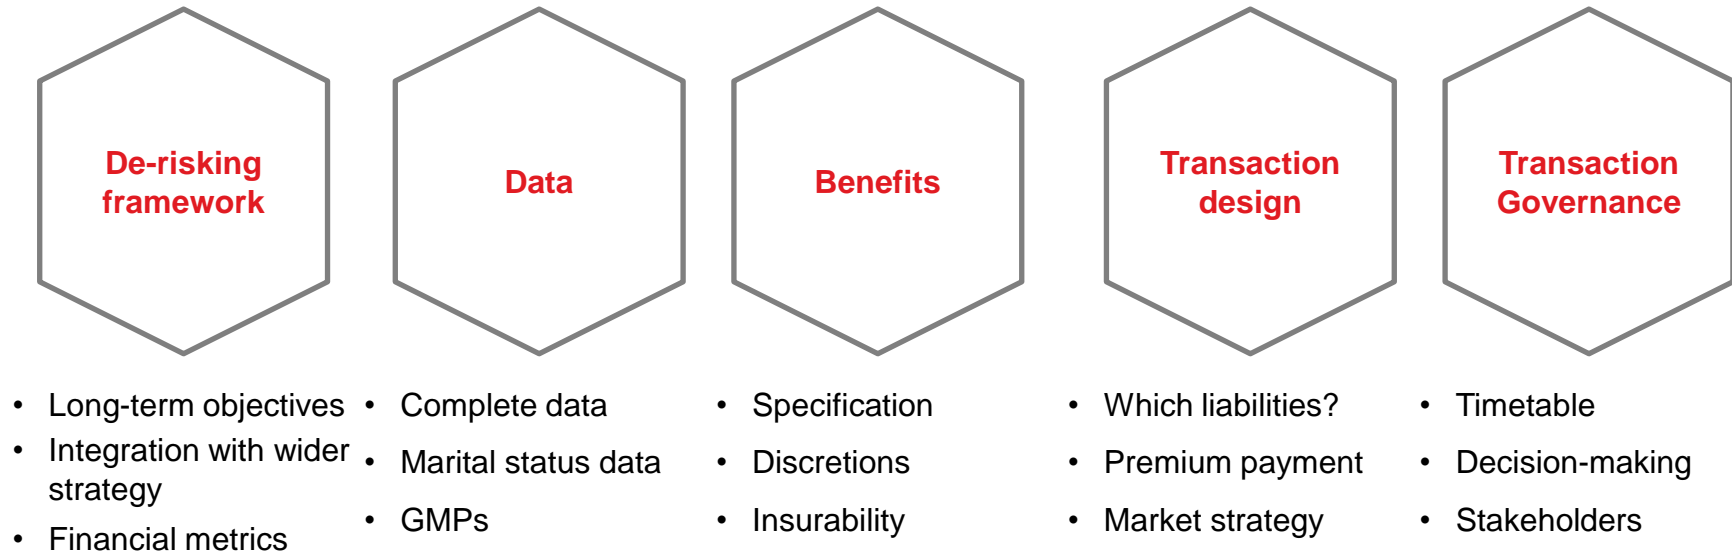 De-risking
framework
Data
Benefits
Transaction
design
Transaction
Governance
• Long-term objectives
• Integration with wider
strategy
• Financial metrics
• Complete data
• Marital status data
• GMPs
• Specification
• Discretions
• Insurability
• Which liabilities?
• Premium payment
• Market strategy
• Timetable
• Decision-making
• Stakeholders